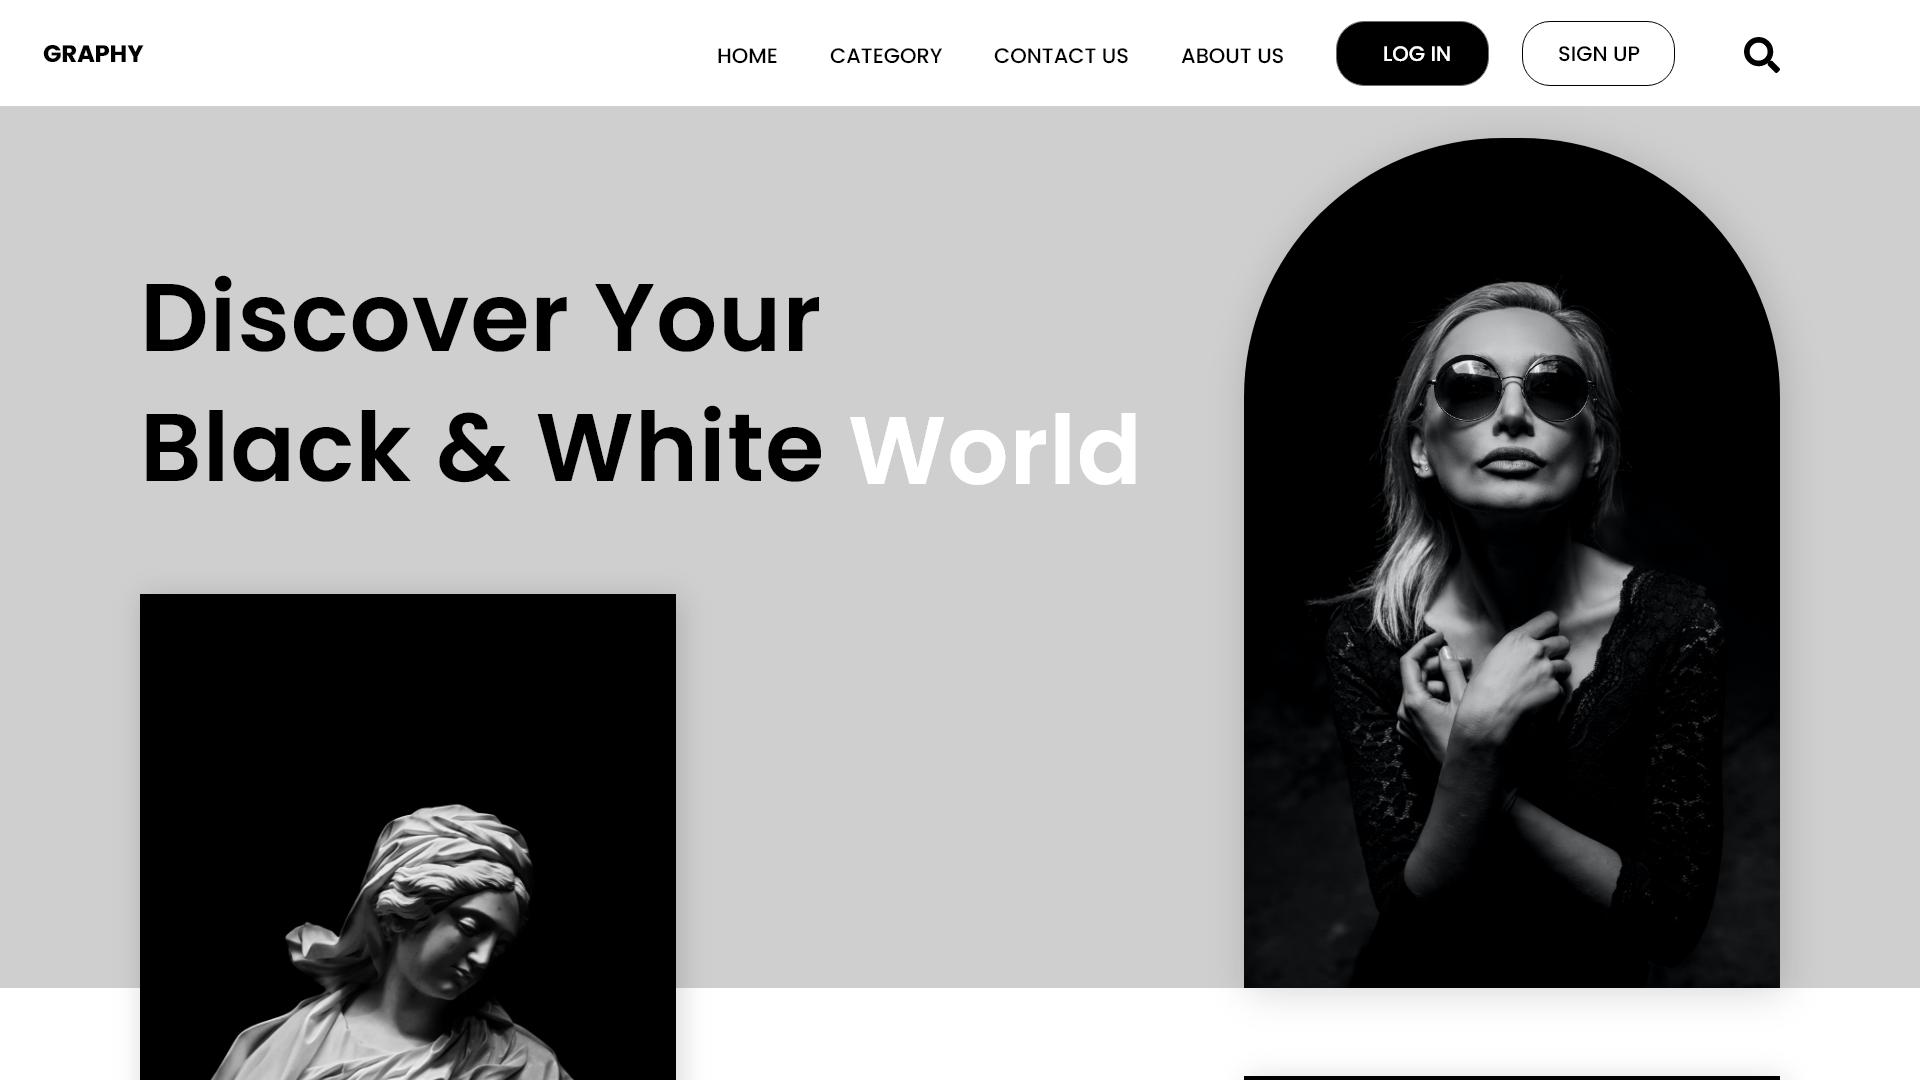 GRAPHY
HOME
CATEGORY
CONTACT US
ABOUT US
LOG IN
SIGN UP
Discover Your
Black & White World